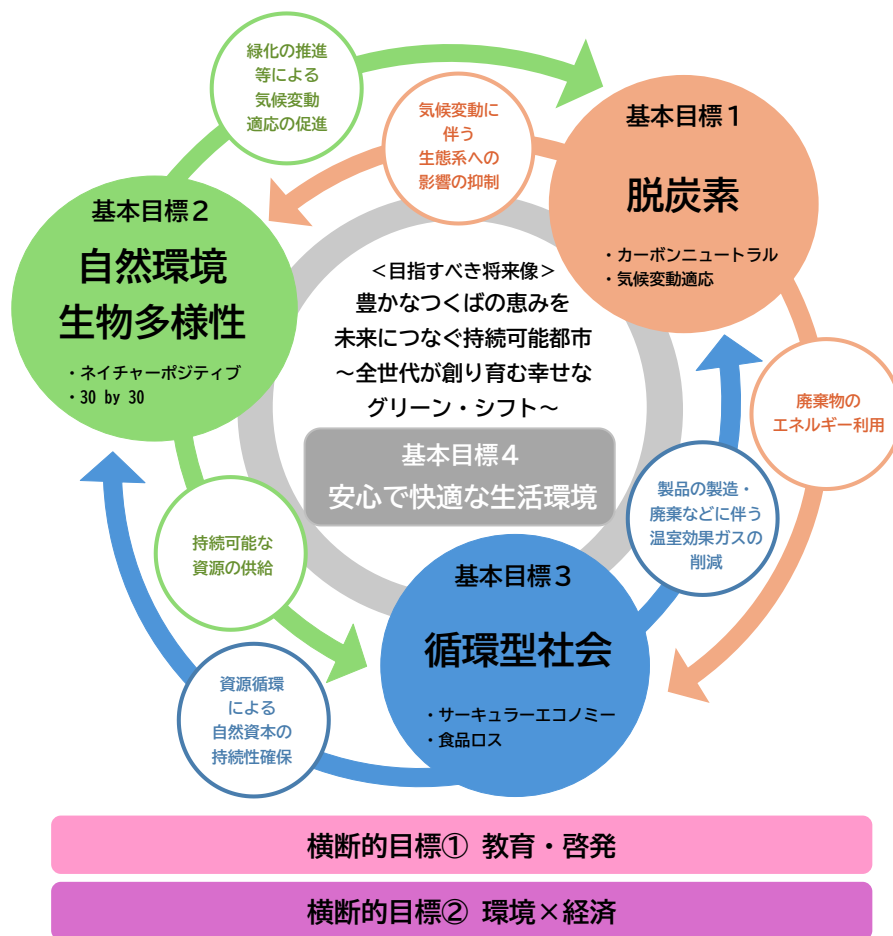 緑化の推進
等による
気候変動
適応の促進
気候変動に
伴う
生態系への
影響の抑制
基本目標1
脱炭素
・カーボンニュートラル
・気候変動適応
基本目標2
自然環境
生物多様性
・ネイチャーポジティブ
・30 by 30
<目指すべき将来像>
豊かなつくばの恵みを
未来につなぐ持続可能都市
～全世代が創り育む幸せな
グリーン・シフト～
基本目標4
安心で快適な生活環境
廃棄物の
エネルギー利用
製品の製造・
廃棄などに伴う
温室効果ガスの
削減
持続可能な
資源の供給
基本目標3
循環型社会
・サーキュラーエコノミー
・食品ロス
資源循環
による
自然資本の
持続性確保
横断的目標① 教育・啓発
横断的目標② 環境×経済